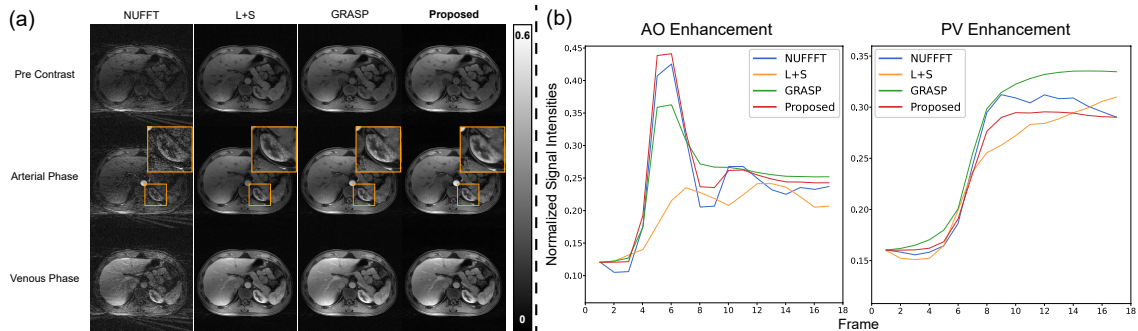 (a)
NUFFT
L+S
GRASP
Proposed
Pre Contrast
Arterial Phase
Venous Phase
0.6
0
(b)
AO Enhancement
PV Enhancement
Normalized Signal Intensities
0.45
0.40
0.35
0.30
0.25
0.20
0.15
0.10
0 2 4 6 8 10 12 14 16 18
NUFFFT
L+S
GRASP
Proposed
0.35
0.30
0.25
0.20
0.15
0 2 4 6 8 10 12 14 16 18
NUFFFT
L+S
GRASP
Proposed
Frame